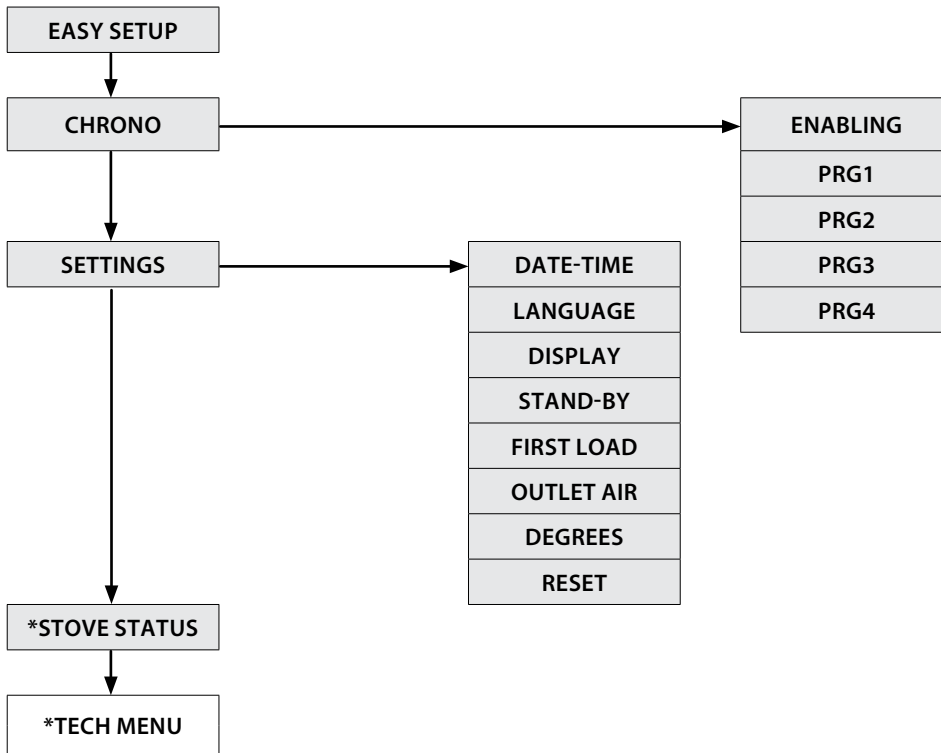 EASY SETUP
CHRONO
ENABLING
PRG1
PRG2
PRG3
PRG4
SETTINGS
DATE-TIME
LANGUAGE
DISPLAY
STAND-BY
FIRST LOAD
OUTLET AIR
DEGREES
RESET
*STOVE STATUS
*TECH MENU